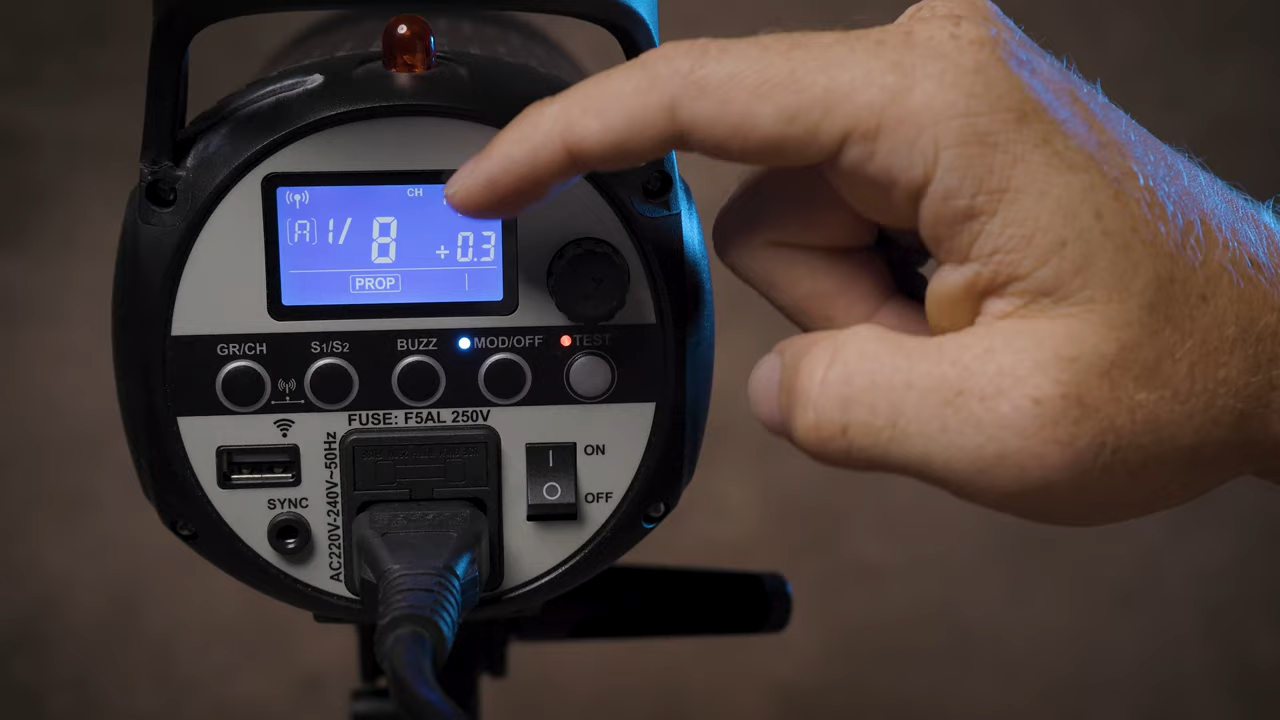 CH
[A] 1/ 8 +0.3
PROP
GR/CH S1/S2 BUZZ MOD/OFF TEST
FUSE: F5AL 250V
AC220V-240V~50Hz
SYNC
I ON
O OFF